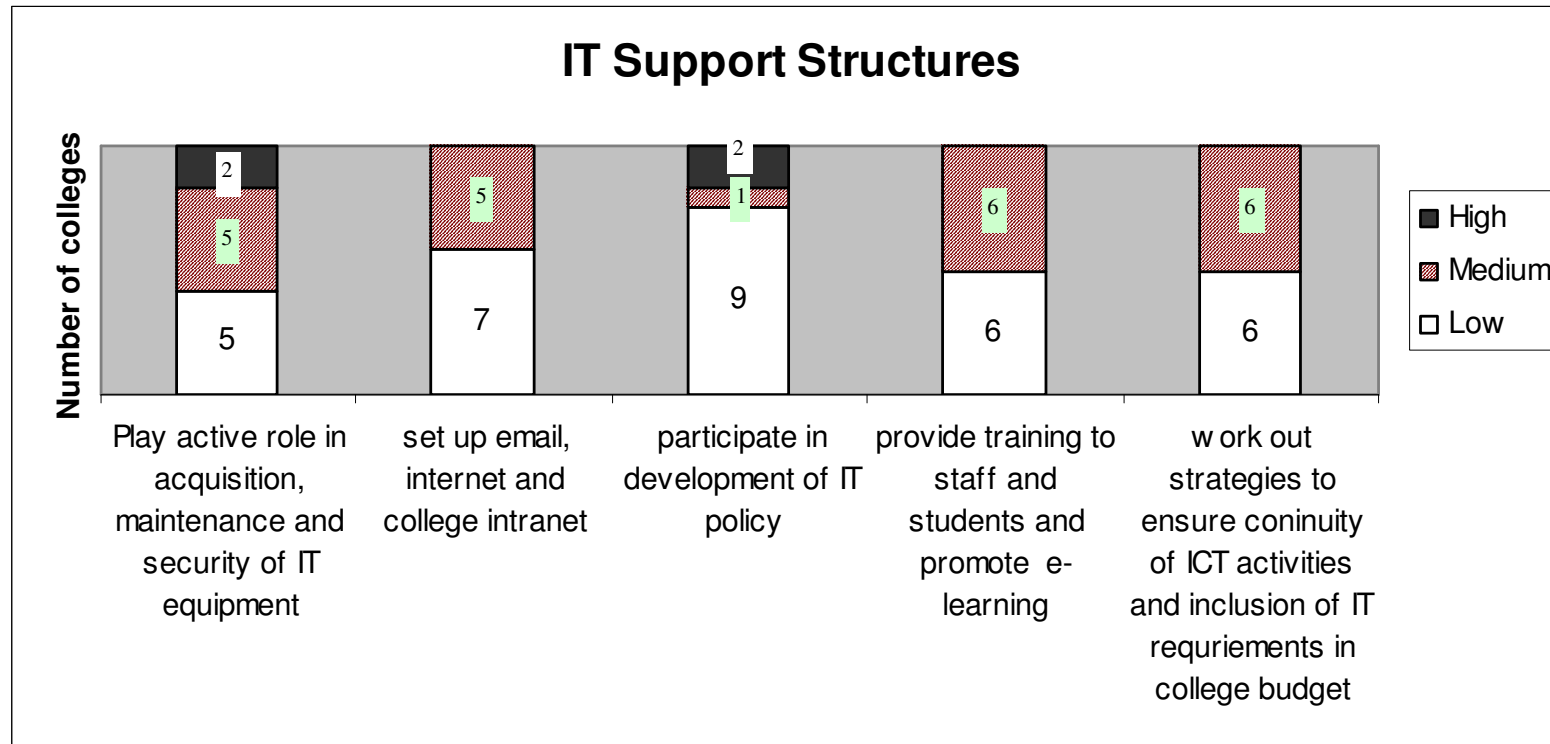 IT Support Structures
Number of colleges
2
5
5
5
7
2
1
9
6
6
6
6
High
Medium
Low
Play active role in
acquisition,
maintenance and
security of IT
equipment
set up email,
internet and
college intranet
participate in
development of IT
policy
provide training to
staff and
students and
promote e-
learning
work out
strategies to
ensure coninuity
of ICT activities
and inclusion of IT
requriements in
college budget